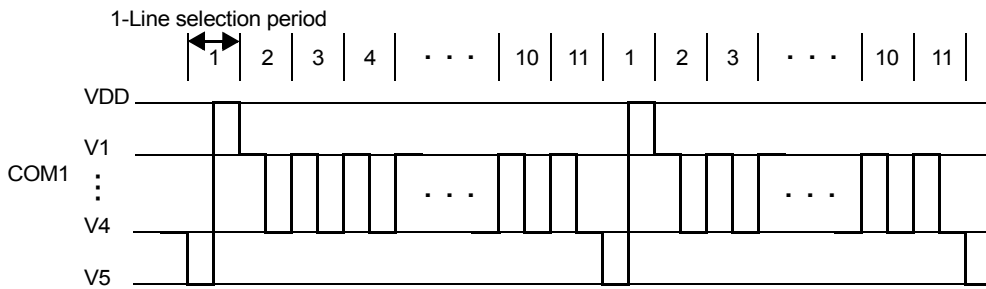 1-Line selection period
1 2 3 4 · · · 10 11 1 2 3 · · · 10 11
VDD
V1
COM1
⋮
· · · · · ·
V4
V5